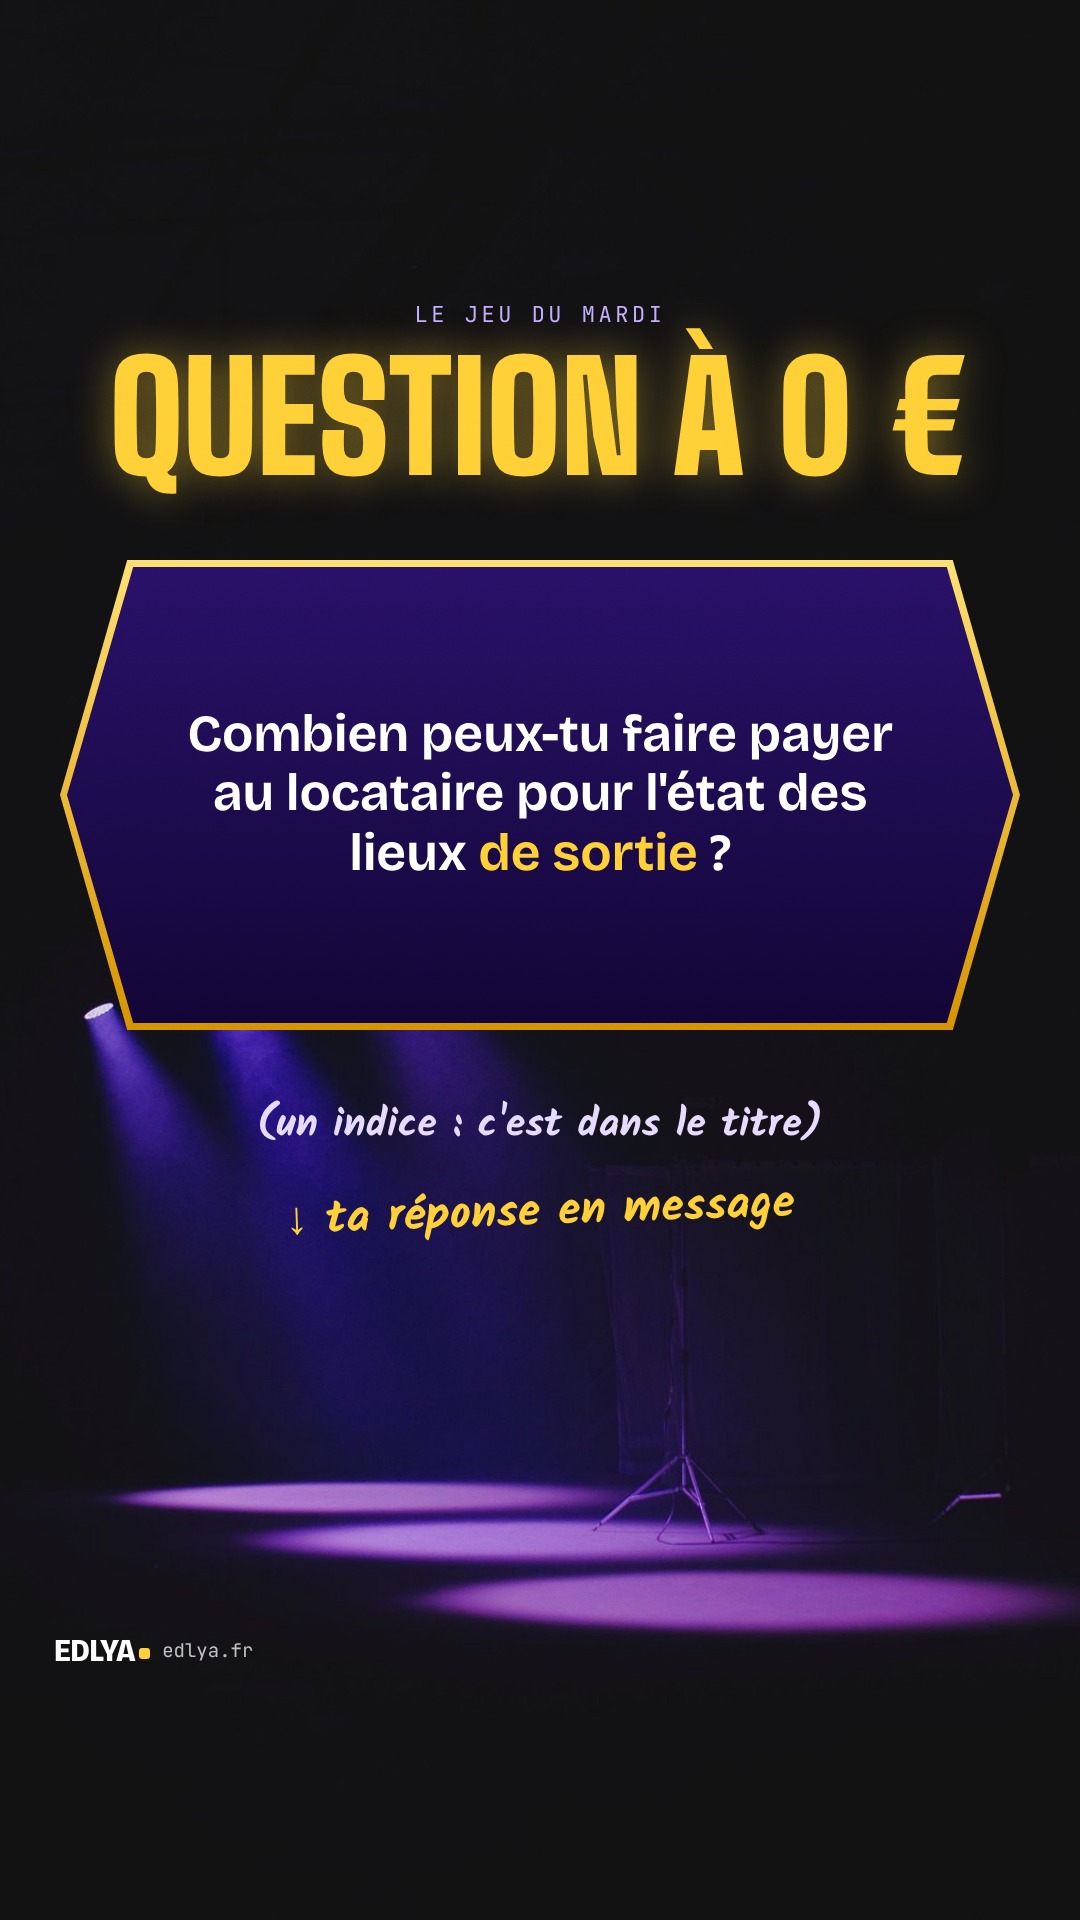 LE JEU DU MARDI
QUESTION À 0 €
Combien peux-tu faire payer
au locataire pour l'état des
lieux de sortie ?
(un indice : c'est dans le titre)
↓ ta réponse en message
EDLYA. edlya.fr